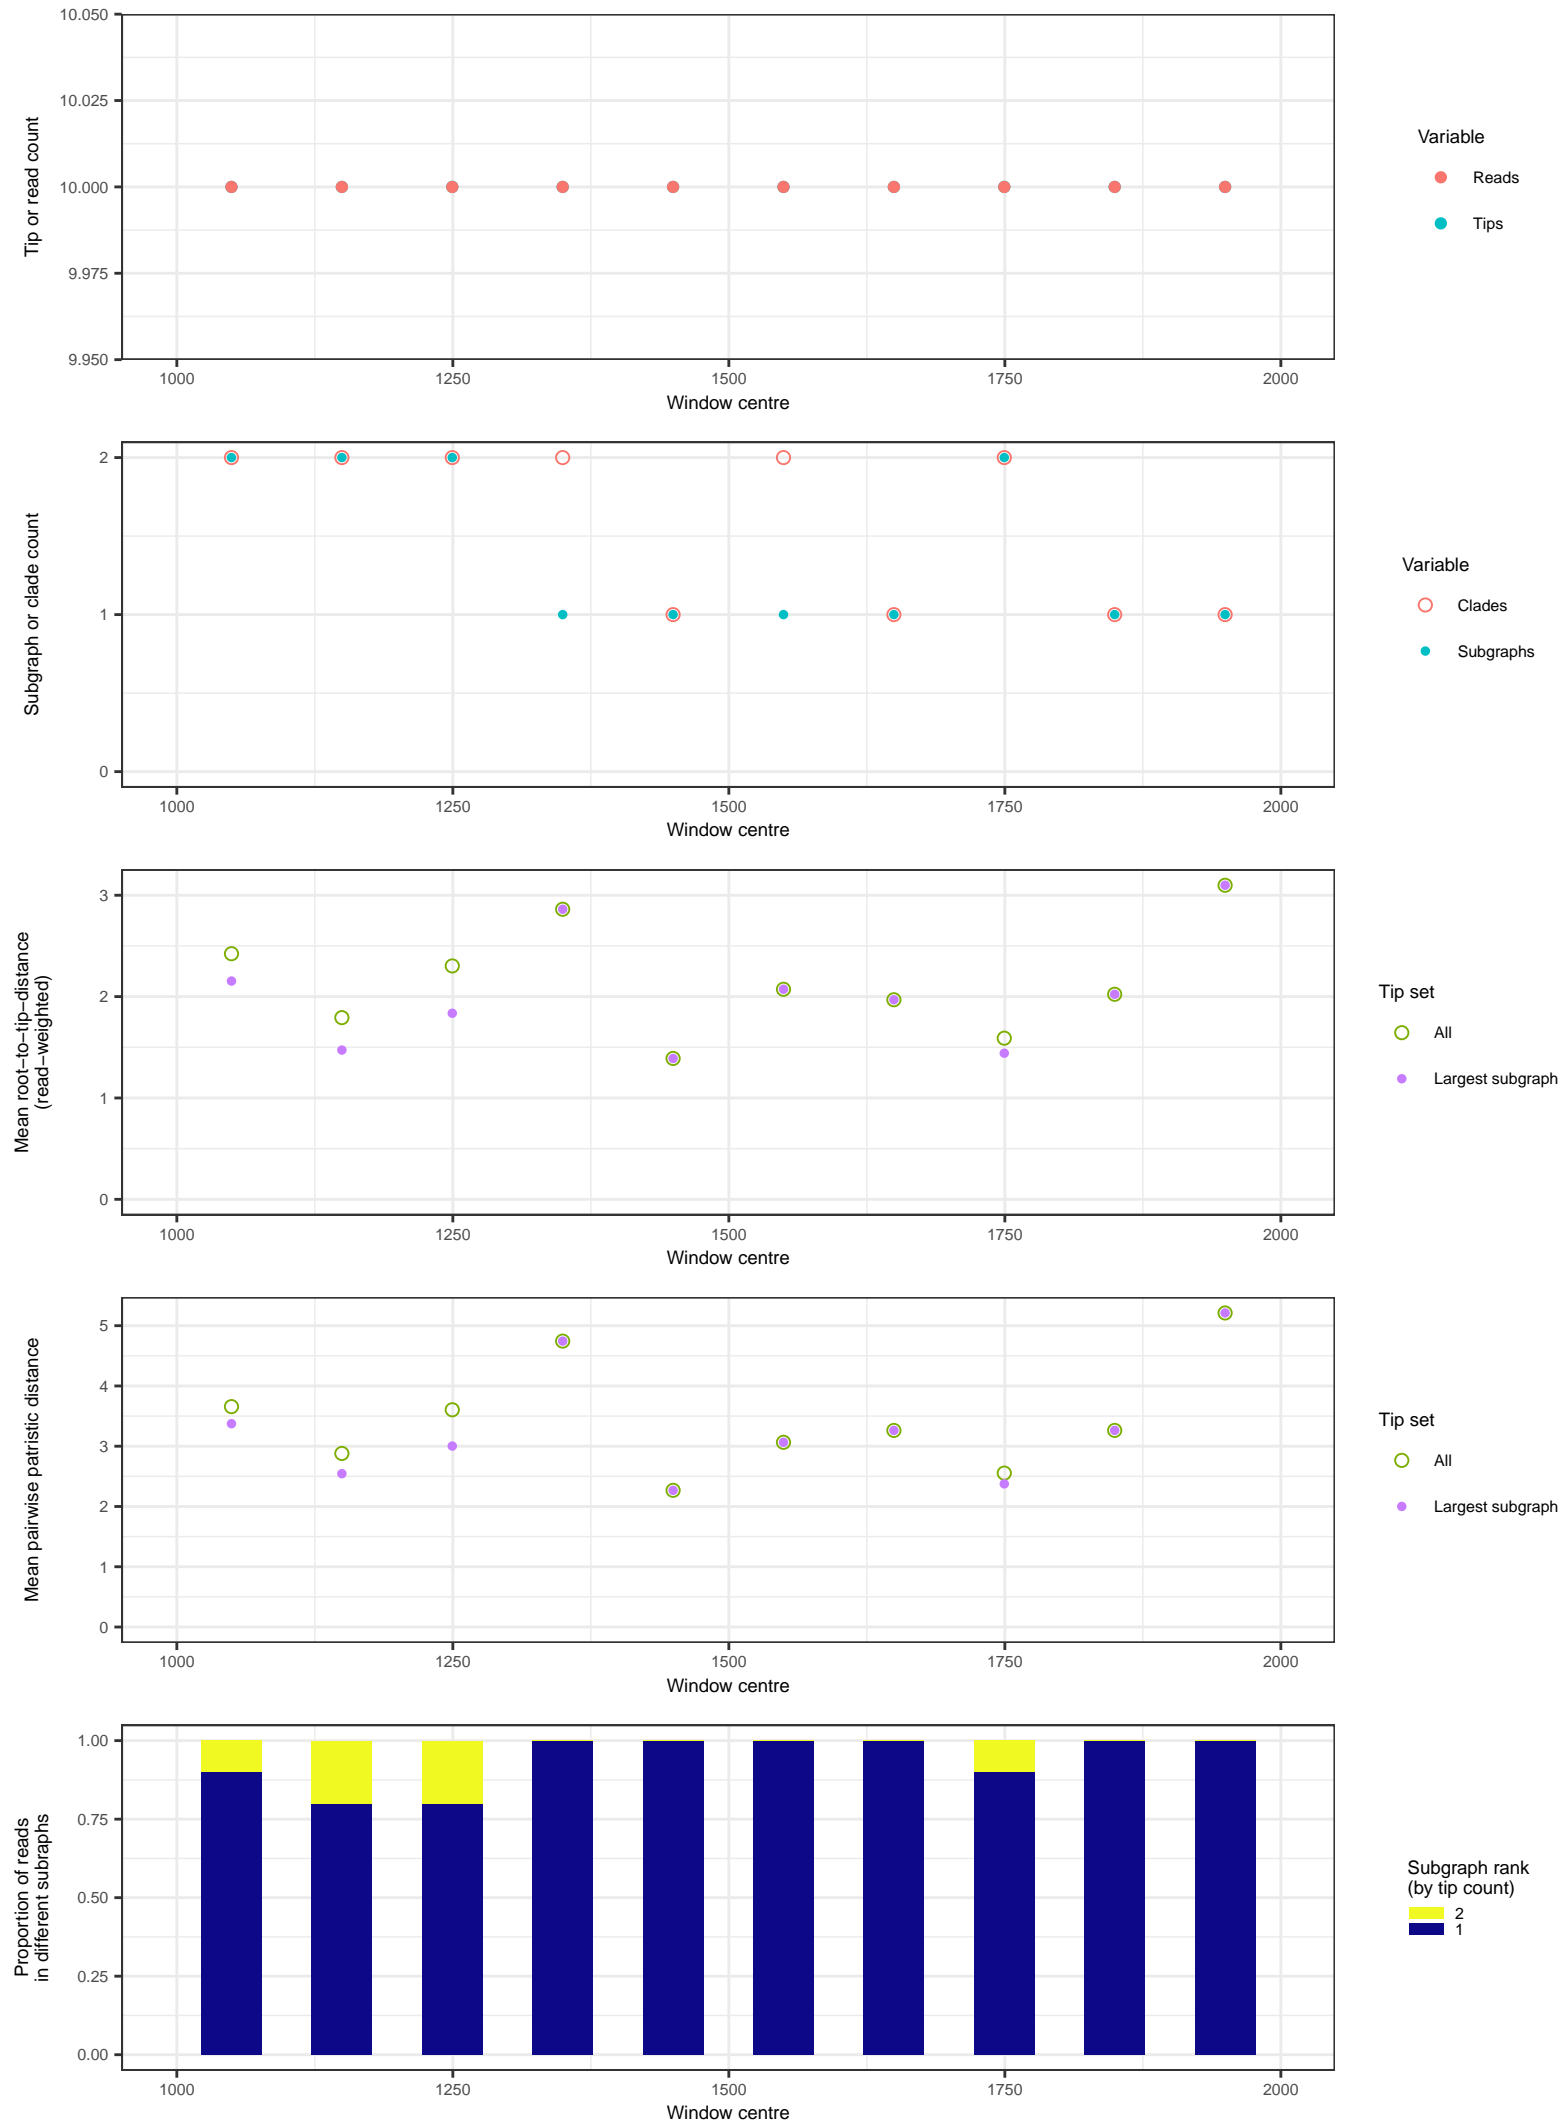 10.050
10.025
10.000
9.975
9.950
Tip or read count
1000 1250 1500 1750 2000
Window centre
Variable
Reads
Tips
2
1
0
Subgraph or clade count
1000 1250 1500 1750 2000
Window centre
Variable
Clades
Subgraphs
3
2
1
0
Mean root−to−tip−distance
(read−weighted)
1000 1250 1500 1750 2000
Window centre
Tip set
All
Largest subgraph
5
4
3
2
1
0
Mean pairwise patristic distance
1000 1250 1500 1750 2000
Window centre
Tip set
All
Largest subgraph
1.00
0.75
0.50
0.25
0.00
Proportion of reads
in different subraphs
1000 1250 1500 1750 2000
Window centre
Subgraph rank
(by tip count)
2
1